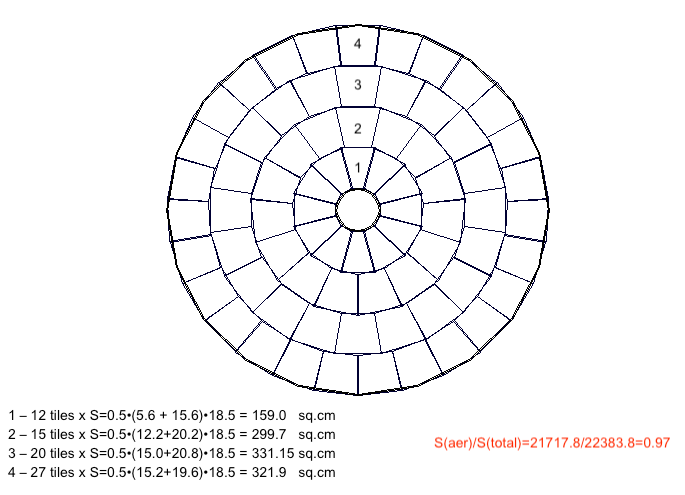 4
3
2
1
1 – 12 tiles x S=0.5•(5.6 + 15.6)•18.5 = 159.0 sq.cm
2 – 15 tiles x S=0.5•(12.2+20.2)•18.5 = 299.7 sq.cm
3 – 20 tiles x S=0.5•(15.0+20.8)•18.5 = 331.15 sq.cm
4 – 27 tiles x S=0.5•(15.2+19.6)•18.5 = 321.9 sq.cm
S(aer)/S(total)=21717.8/22383.8=0.97